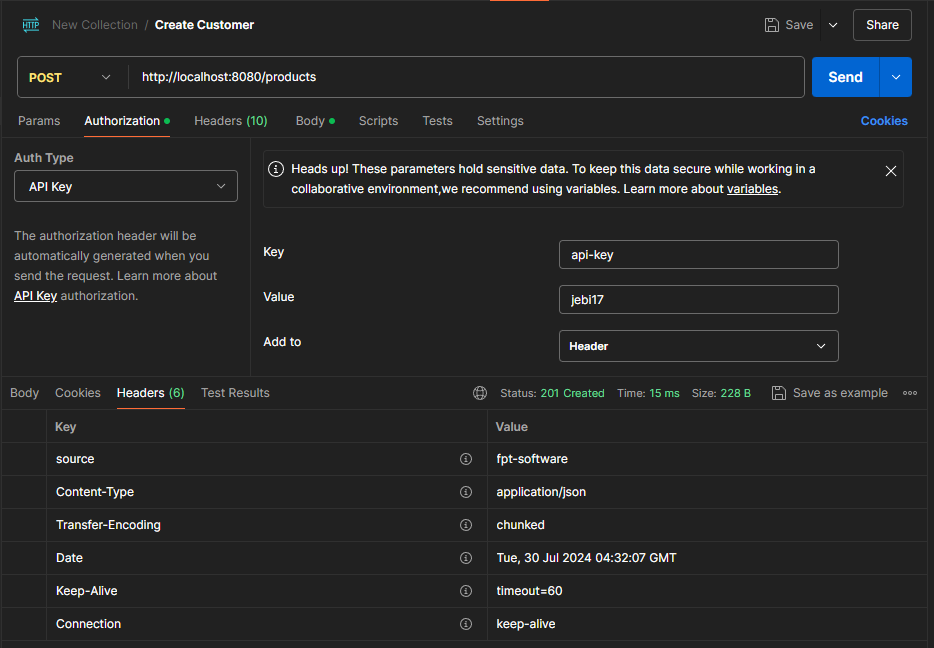 HTTP New Collection / Create Customer Save Share
POST http://localhost:8080/products Send
Params Authorization Headers (10) Body Scripts Tests Settings Cookies
Auth Type
API Key
The authorization header will be
automatically generated when you
send the request. Learn more about
API Key authorization.
Heads up! These parameters hold sensitive data. To keep this data secure while working in a
collaborative environment,we recommend using variables. Learn more about variables.
Key api-key
Value jebi17
Add to Header
Body Cookies Headers (6) Test Results Status: 201 Created Time: 15 ms Size: 228 B Save as example
Key Value
source fpt-software
Content-Type application/json
Transfer-Encoding chunked
Date Tue, 30 Jul 2024 04:32:07 GMT
Keep-Alive timeout=60
Connection keep-alive